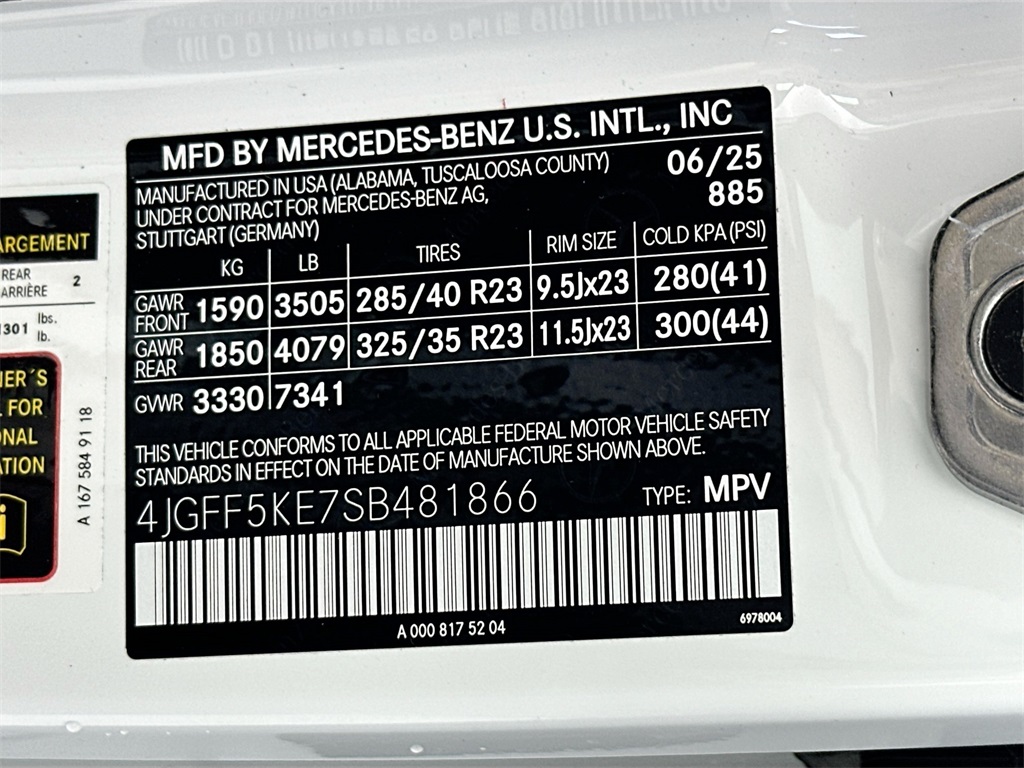 MFD BY MERCEDES-BENZ U.S. INTL., INC
MANUFACTURED IN USA (ALABAMA, TUSCALOOSA COUNTY) 06/25
UNDER CONTRACT FOR MERCEDES-BENZ AG, 885
STUTTGART (GERMANY)
KG LB TIRES RIM SIZE COLD KPA (PSI)
GAWR FRONT 1590 3505 285/40 R23 9.5Jx23 280(41)
GAWR REAR 1850 4079 325/35 R23 11.5Jx23 300(44)
GVWR 3330 7341
THIS VEHICLE CONFORMS TO ALL APPLICABLE FEDERAL MOTOR VEHICLE SAFETY
STANDARDS IN EFFECT ON THE DATE OF MANUFACTURE SHOWN ABOVE.
4JGFF5KE7SB481866 TYPE: MPV
A 000 817 52 04
6978004
REAR 2
lbs.
lb.
FOR
A 167 584 91 18
i